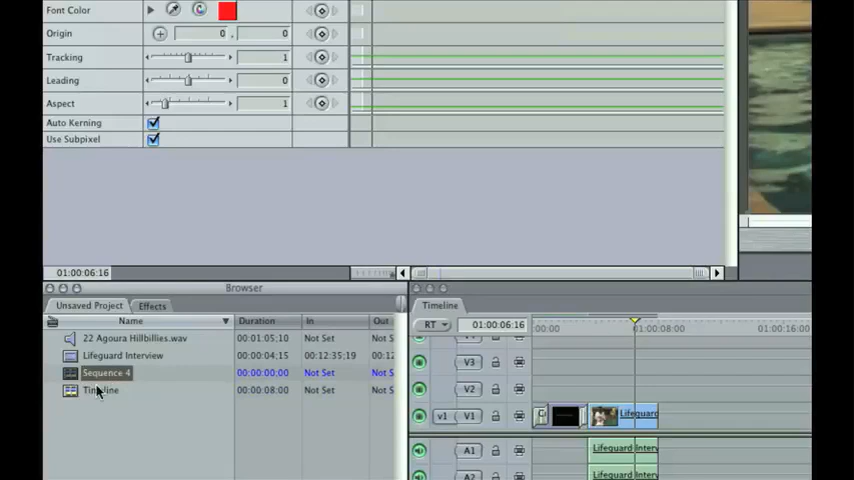 Font Color
Origin 0 , 0
Tracking 1
Leading 0
Aspect 1
Auto Kerning
Use Subpixel
01:00:06:16
Browser
Unsaved Project Effects
Name Duration In Out
22 Agoura Hillbillies.wav 00:01:05:10 Not Set Not Set
Lifeguard Interview 00:00:04:15 00:12:35:19 00:12
Sequence 4 00:00:00:00 Not Set Not Set
Timeline 00:00:08:00 Not Set Not Set
Timeline
RT 01:00:06:16 :00:00 01:00:08:00 01:00:16:00
V3
V2
v1 V1 Lifeguard
A1 Lifeguard Interv
A2 Lifeguard Interv